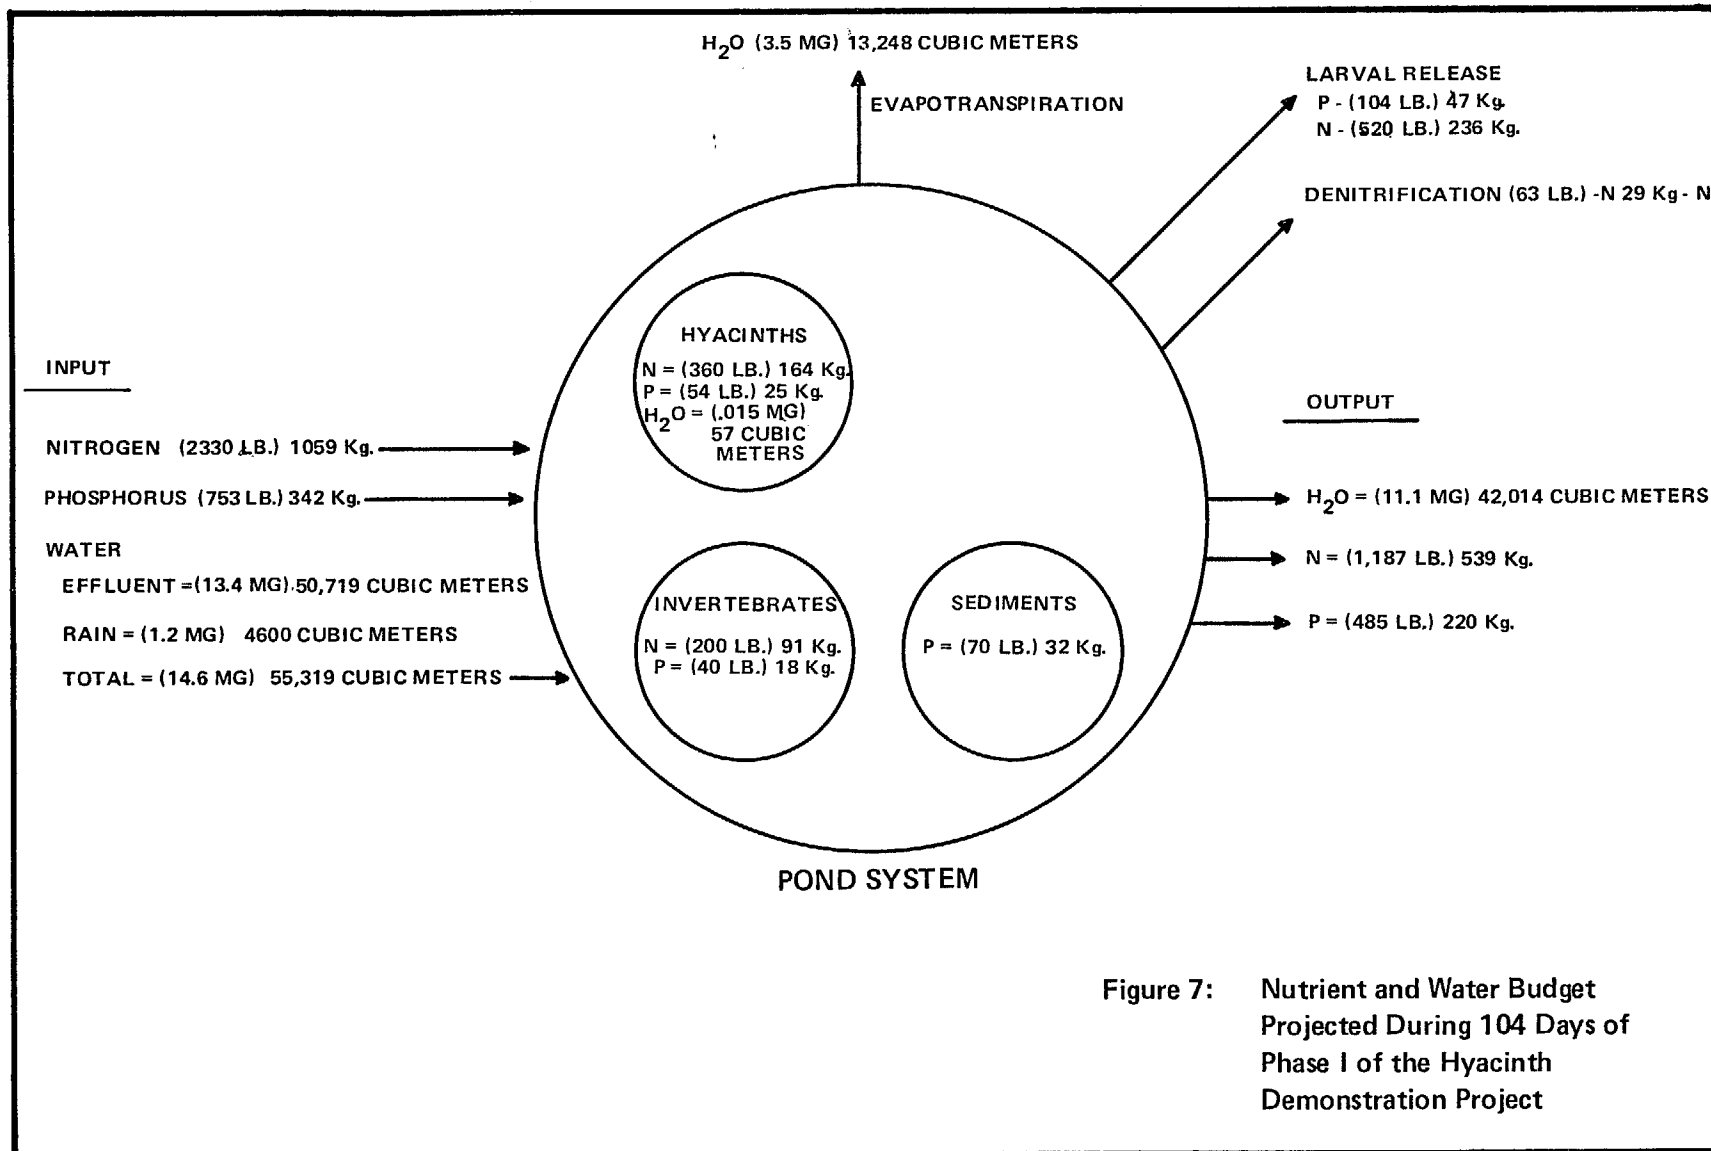 H2O (3.5 MG) 13,248 CUBIC METERS
EVAPOTRANSPIRATION
LARVAL RELEASE
P - (104 LB.) 47 Kg.
N - (520 LB.) 236 Kg.
DENITRIFICATION (63 LB.) -N 29 Kg - N
INPUT
NITROGEN (2330 LB.) 1059 Kg.
PHOSPHORUS (753 LB.) 342 Kg.
WATER
EFFLUENT =(13.4 MG) 50,719 CUBIC METERS
RAIN = (1.2 MG) 4600 CUBIC METERS
TOTAL = (14.6 MG) 55,319 CUBIC METERS
HYACINTHS
N = (360 LB.) 164 Kg.
P = (54 LB.) 25 Kg.
H2O = (.015 MG)
57 CUBIC
METERS
INVERTEBRATES
N = (200 LB.) 91 Kg.
P = (40 LB.) 18 Kg.
SEDIMENTS
P = (70 LB.) 32 Kg.
OUTPUT
H2O = (11.1 MG) 42,014 CUBIC METERS
N = (1,187 LB.) 539 Kg.
P = (485 LB.) 220 Kg.
POND SYSTEM
Figure 7: Nutrient and Water Budget
Projected During 104 Days of
Phase I of the Hyacinth
Demonstration Project